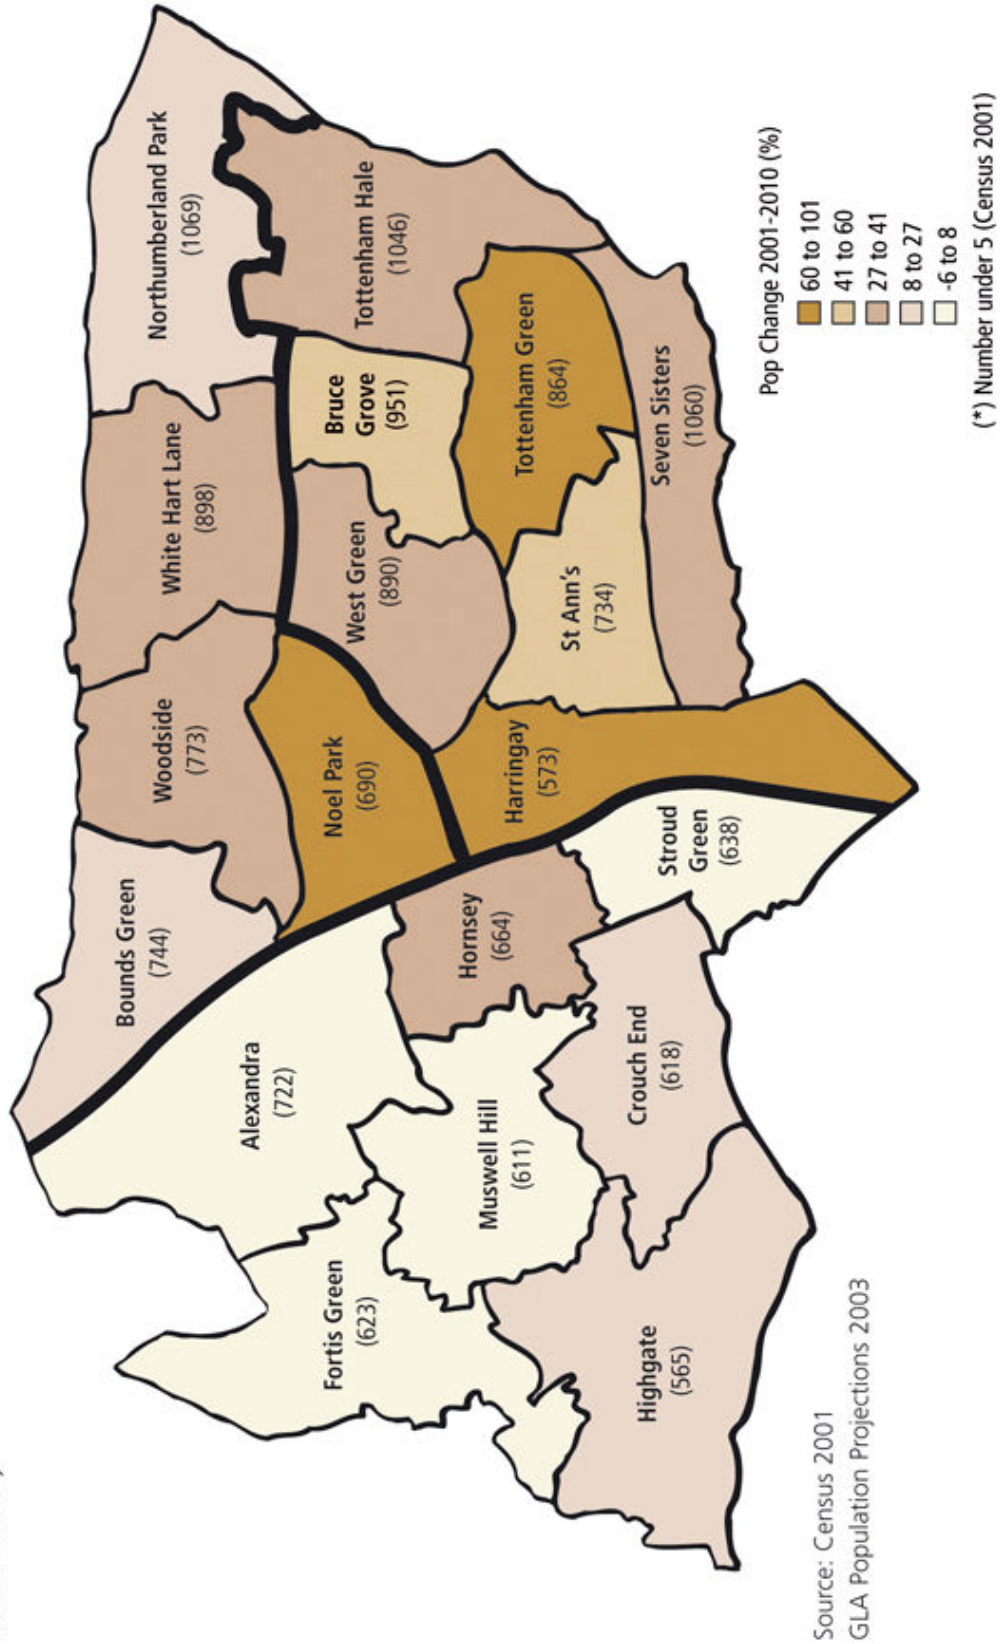 Northumberland Park
(1069)
White Hart Lane
(898)
Woodside
(773)
Bounds Green
(744)
Tottenham Hale
(1046)
Bruce
Grove
(951)
West Green
(890)
Noel Park
(690)
Alexandra
(722)
Fortis Green
(623)
Tottenham Green
(864)
St Ann's
(734)
Harringay
(573)
Hornsey
(664)
Muswell Hill
(611)
Seven Sisters
(1060)
Stroud
Green
(638)
Crouch End
(618)
Highgate
(565)
Pop Change 2001-2010 (%)
60 to 101
41 to 60
27 to 41
8 to 27
-6 to 8
(*) Number under 5 (Census 2001)
Source: Census 2001
GLA Population Projections 2003